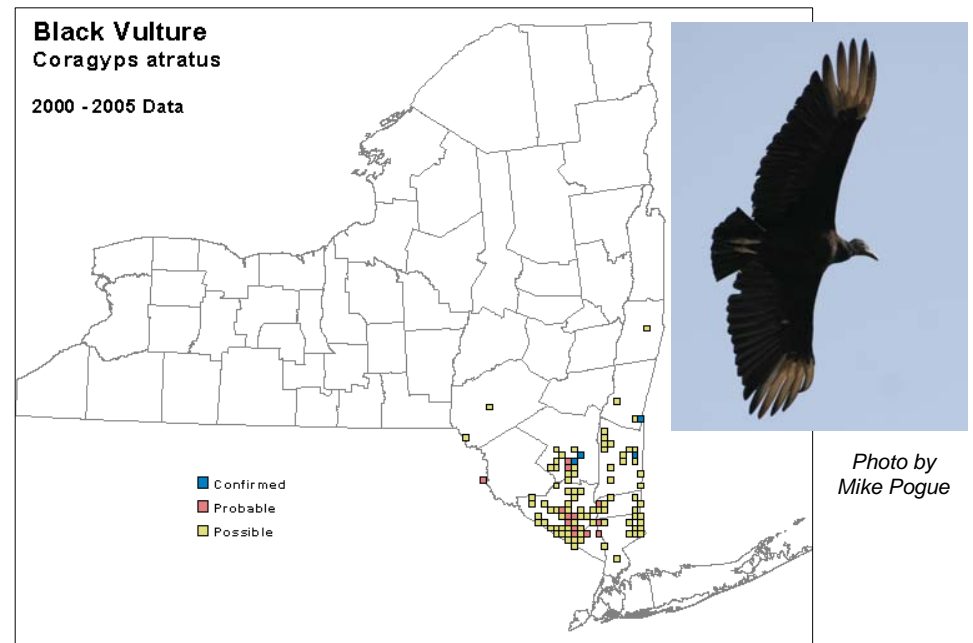 Black Vulture
Coragyps atratus
2000 - 2005 Data
Confirmed
Probable
Possible
Photo by
Mike Pogue